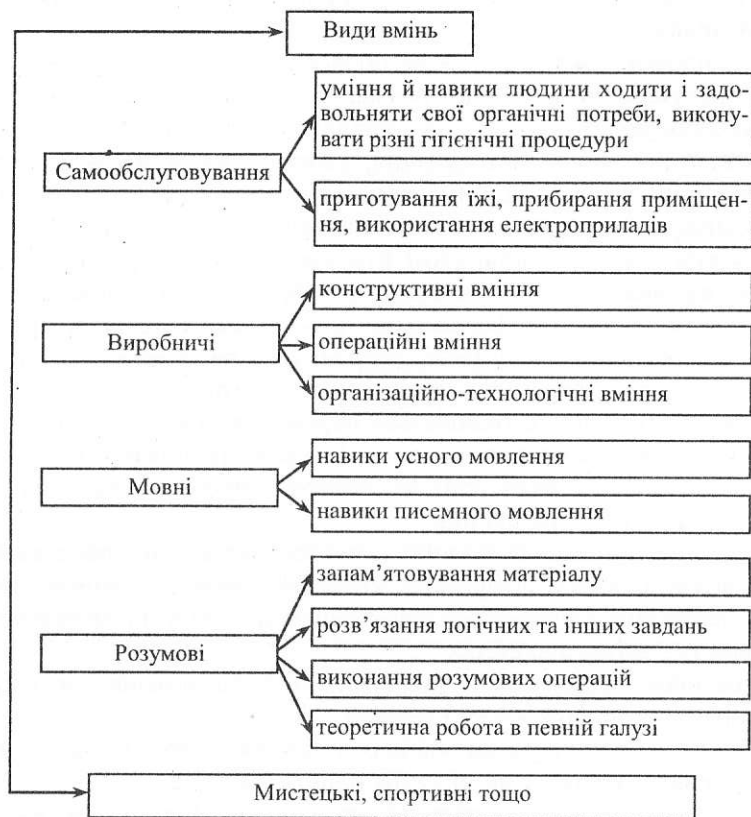 Види вмінь
уміння й навики людини ходити і задо-
вольняти свої органічні потреби, викону-
вати різні гігієнічні процедури
Самообслуговування
приготування їжі, прибирання приміщен-
ня, використання електроприладів
конструктивні вміння
Виробничі
операційні вміння
організаційно-технологічні вміння
навики усного мовлення
Мовні
навики писемного мовлення
запам’ятовування матеріалу
розв’язання логічних та інших завдань
Розумові
виконання розумових операцій
теоретична робота в певній галузі
Мистецькі, спортивні тощо